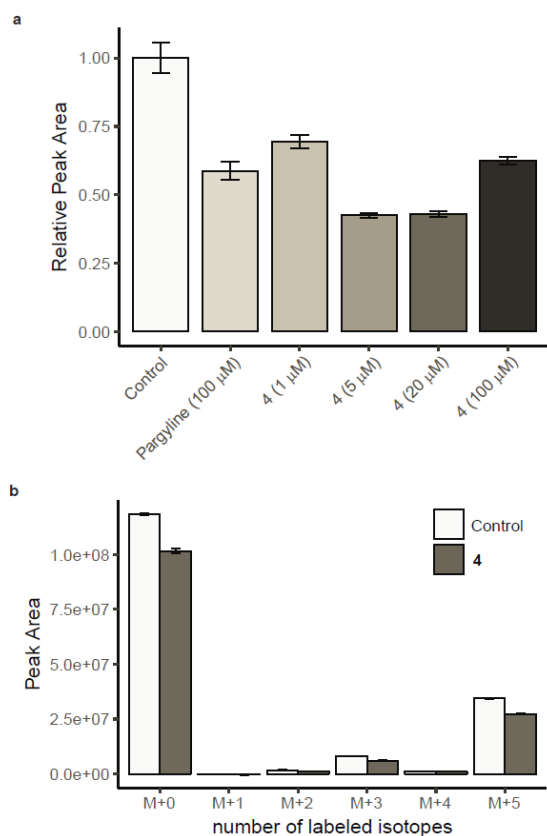 a
Relative Peak Area
1.00
0.75
0.50
0.25
0.00
Control
Pargyline (100 μM)
4 (1 μM)
4 (5 μM)
4 (20 μM)
4 (100 μM)
b
Peak Area
1.0e+08
7.5e+07
5.0e+07
2.5e+07
0.0e+00
Control
4
M+0
M+1
M+2
M+3
M+4
M+5
number of labeled isotopes